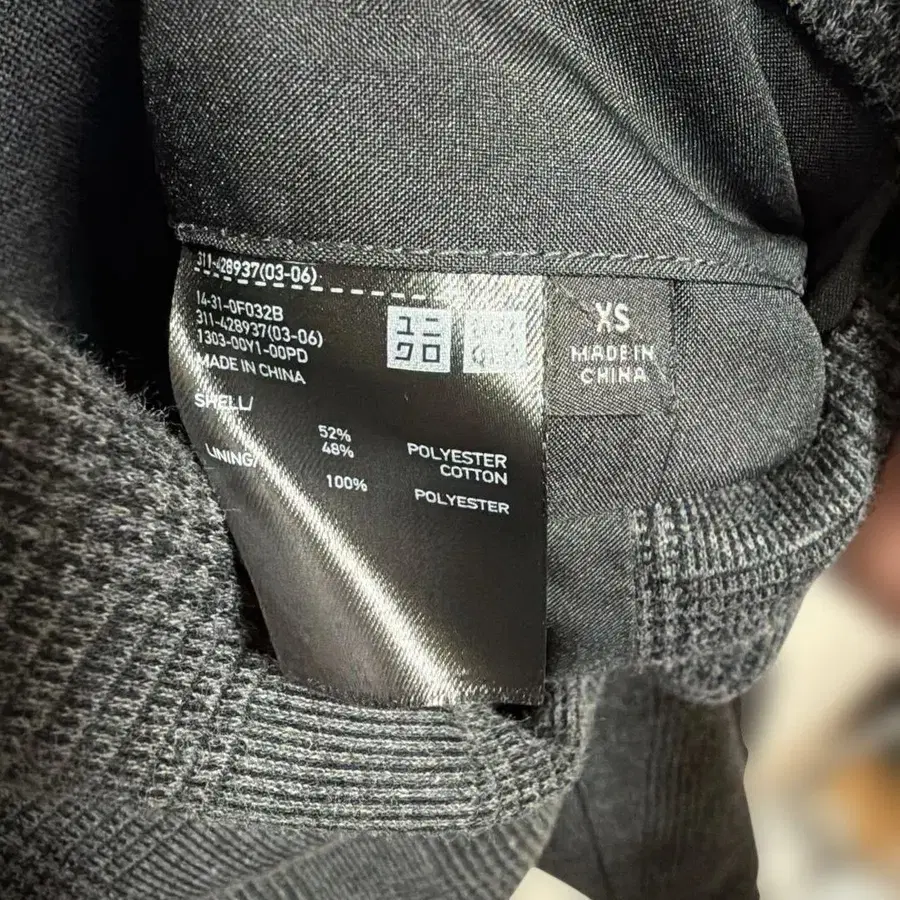 311-428937(03-06)
14-31-0F032B
311-428937(03-06)
1303-00Y1-00PD
MADE IN CHINA
ユニ
クロ
SHELL/
52% POLYESTER
48% COTTON
LINING/
100% POLYESTER
XS
MADE IN
CHINA